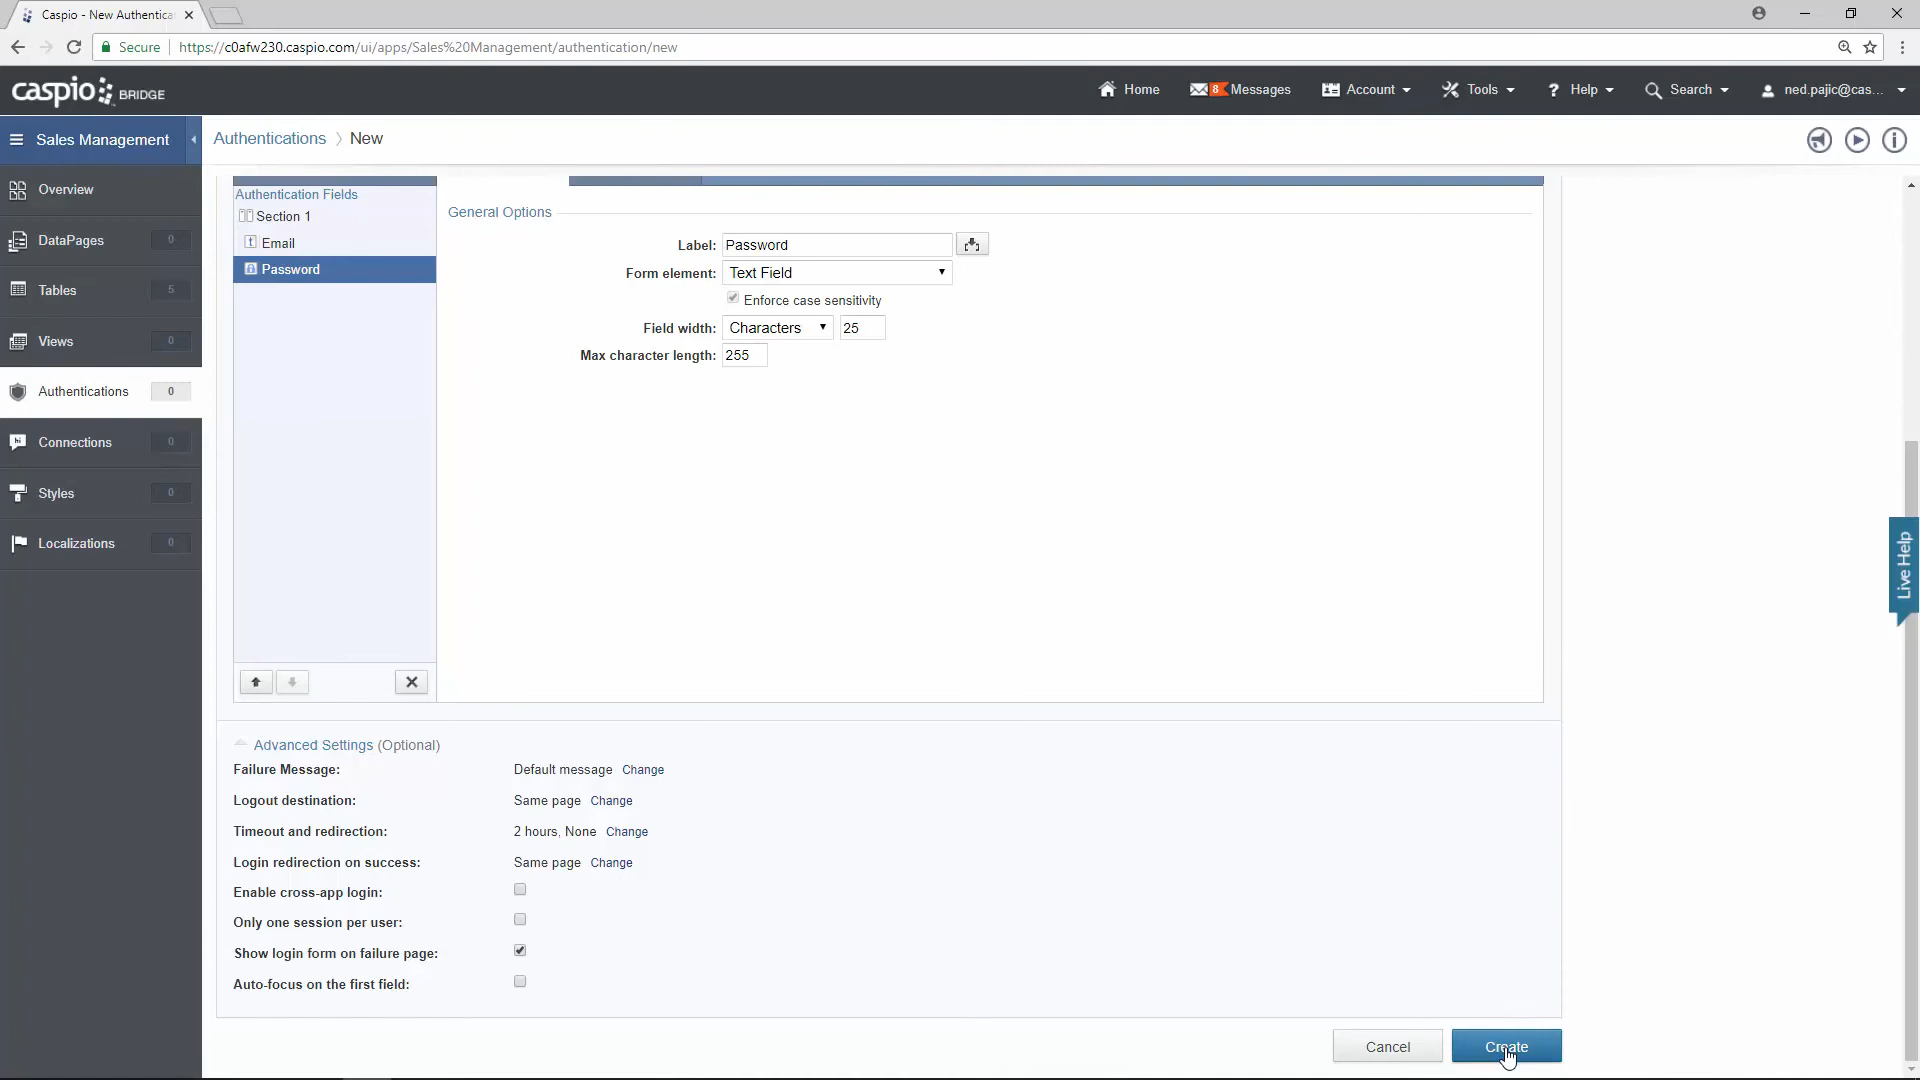 Caspio - New Authentica
Secure https://c0afw230.caspio.com/ui/apps/Sales%20Management/authentication/new
caspio BRIDGE
Home
8 Messages
Account
Tools
? Help
Search
ned.pajic@cas...
Sales Management
Authentications New
Overview
DataPages 0
Tables 5
Views 0
Authentications 0
Connections 0
Styles 0
Localizations 0
Authentication Fields
Section 1
Email
Password
General Options
Label: Password
Form element: Text Field
Enforce case sensitivity
Field width: Characters 25
Max character length: 255
Live Help
Advanced Settings (Optional)
Failure Message: Default message Change
Logout destination: Same page Change
Timeout and redirection: 2 hours, None Change
Login redirection on success: Same page Change
Enable cross-app login:
Only one session per user:
Show login form on failure page:
Auto-focus on the first field:
Cancel
Create